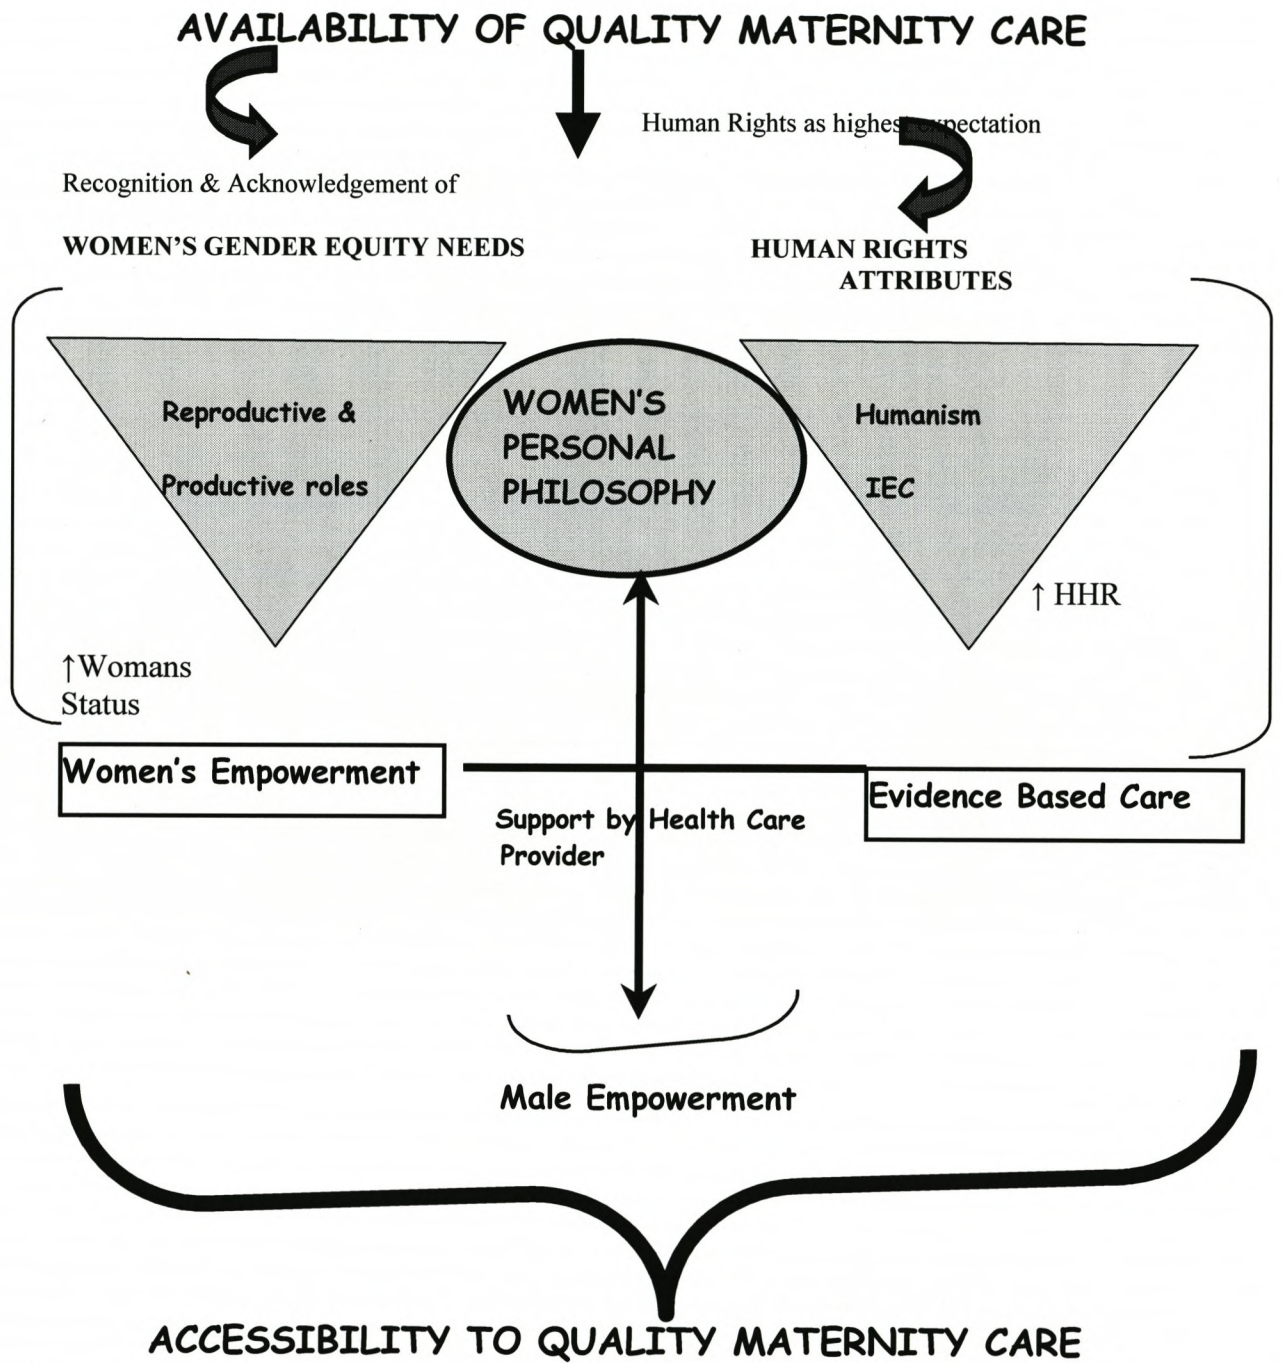 AVAILABILITY OF QUALITY MATERNITY CARE
Human Rights as highest expectation
Recognition & Acknowledgement of
WOMEN'S GENDER EQUITY NEEDS
HUMAN RIGHTS
ATTRIBUTES
Reproductive &
Productive roles
WOMEN'S
PERSONAL
PHILOSOPHY
Humanism
IEC
↑ HHR
↑Womans
Status
Women's Empowerment
Evidence Based Care
Support by Health Care
Provider
Male Empowerment
ACCESSIBILITY TO QUALITY MATERNITY CARE